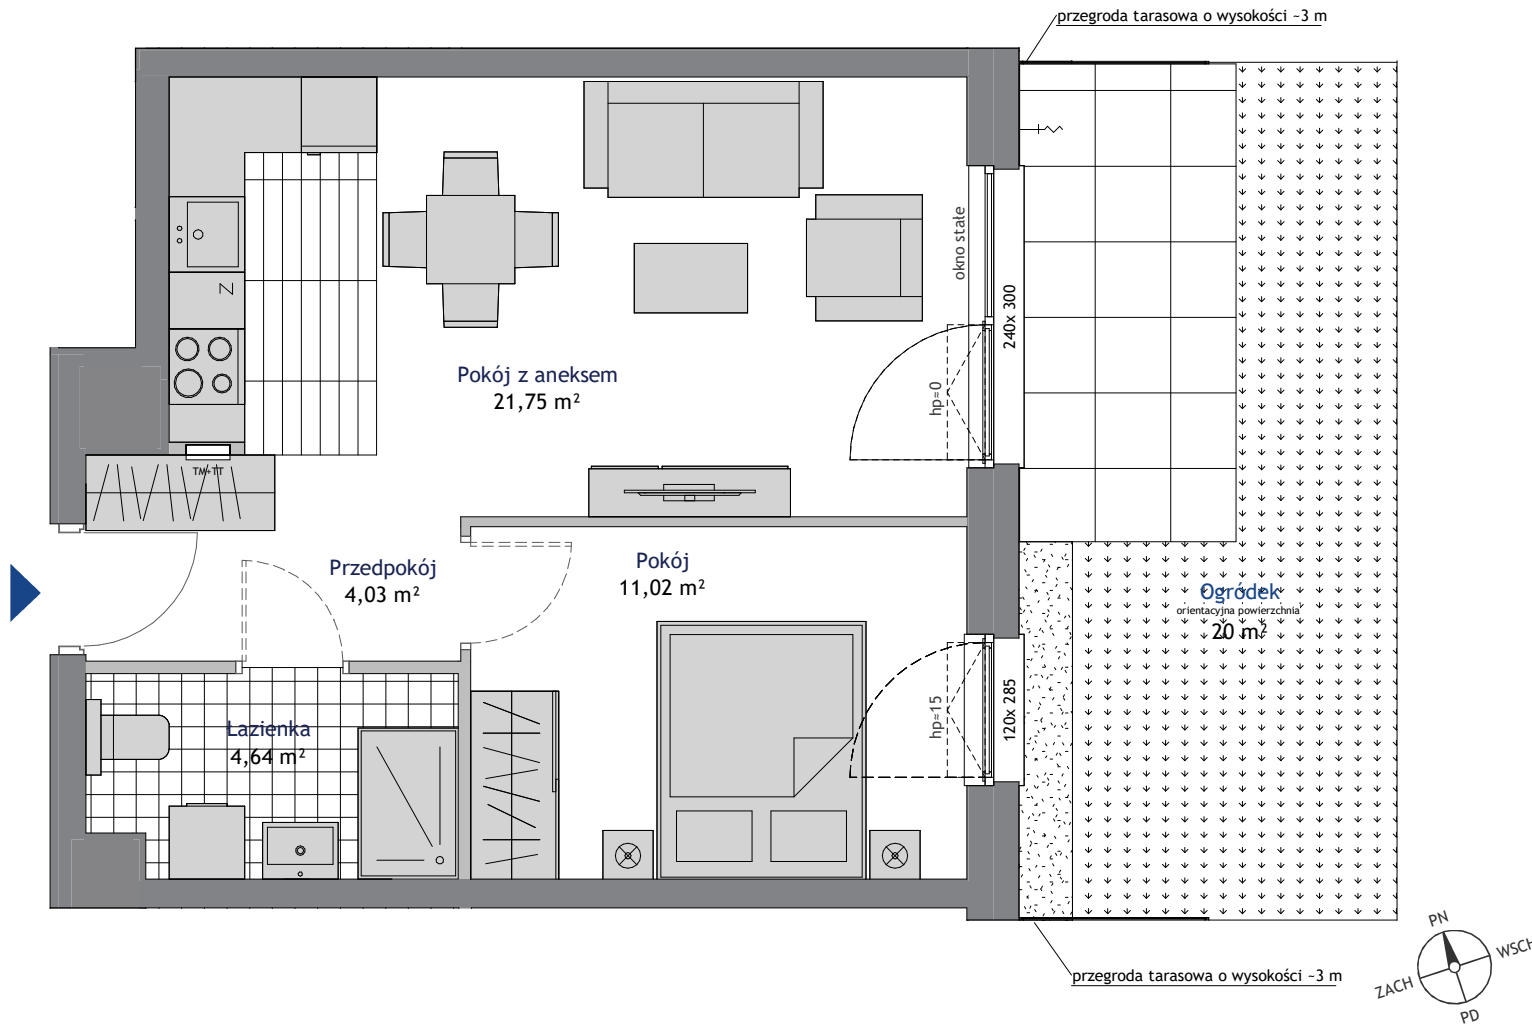 przegroda tarasowa o wysokości ~3 m
okno stałe
240x 300
Z
Pokój z aneksem
21,75 m²
hp=0
TM+TT
Przedpokój
4,03 m²
Pokój
11,02 m²
Ogródek
orientacyjna powierzchnia
20 m²
Łazienka
4,64 m²
hp=15
120x 285
przegroda tarasowa o wysokości ~3 m
PN
WSCH
ZACH
PD